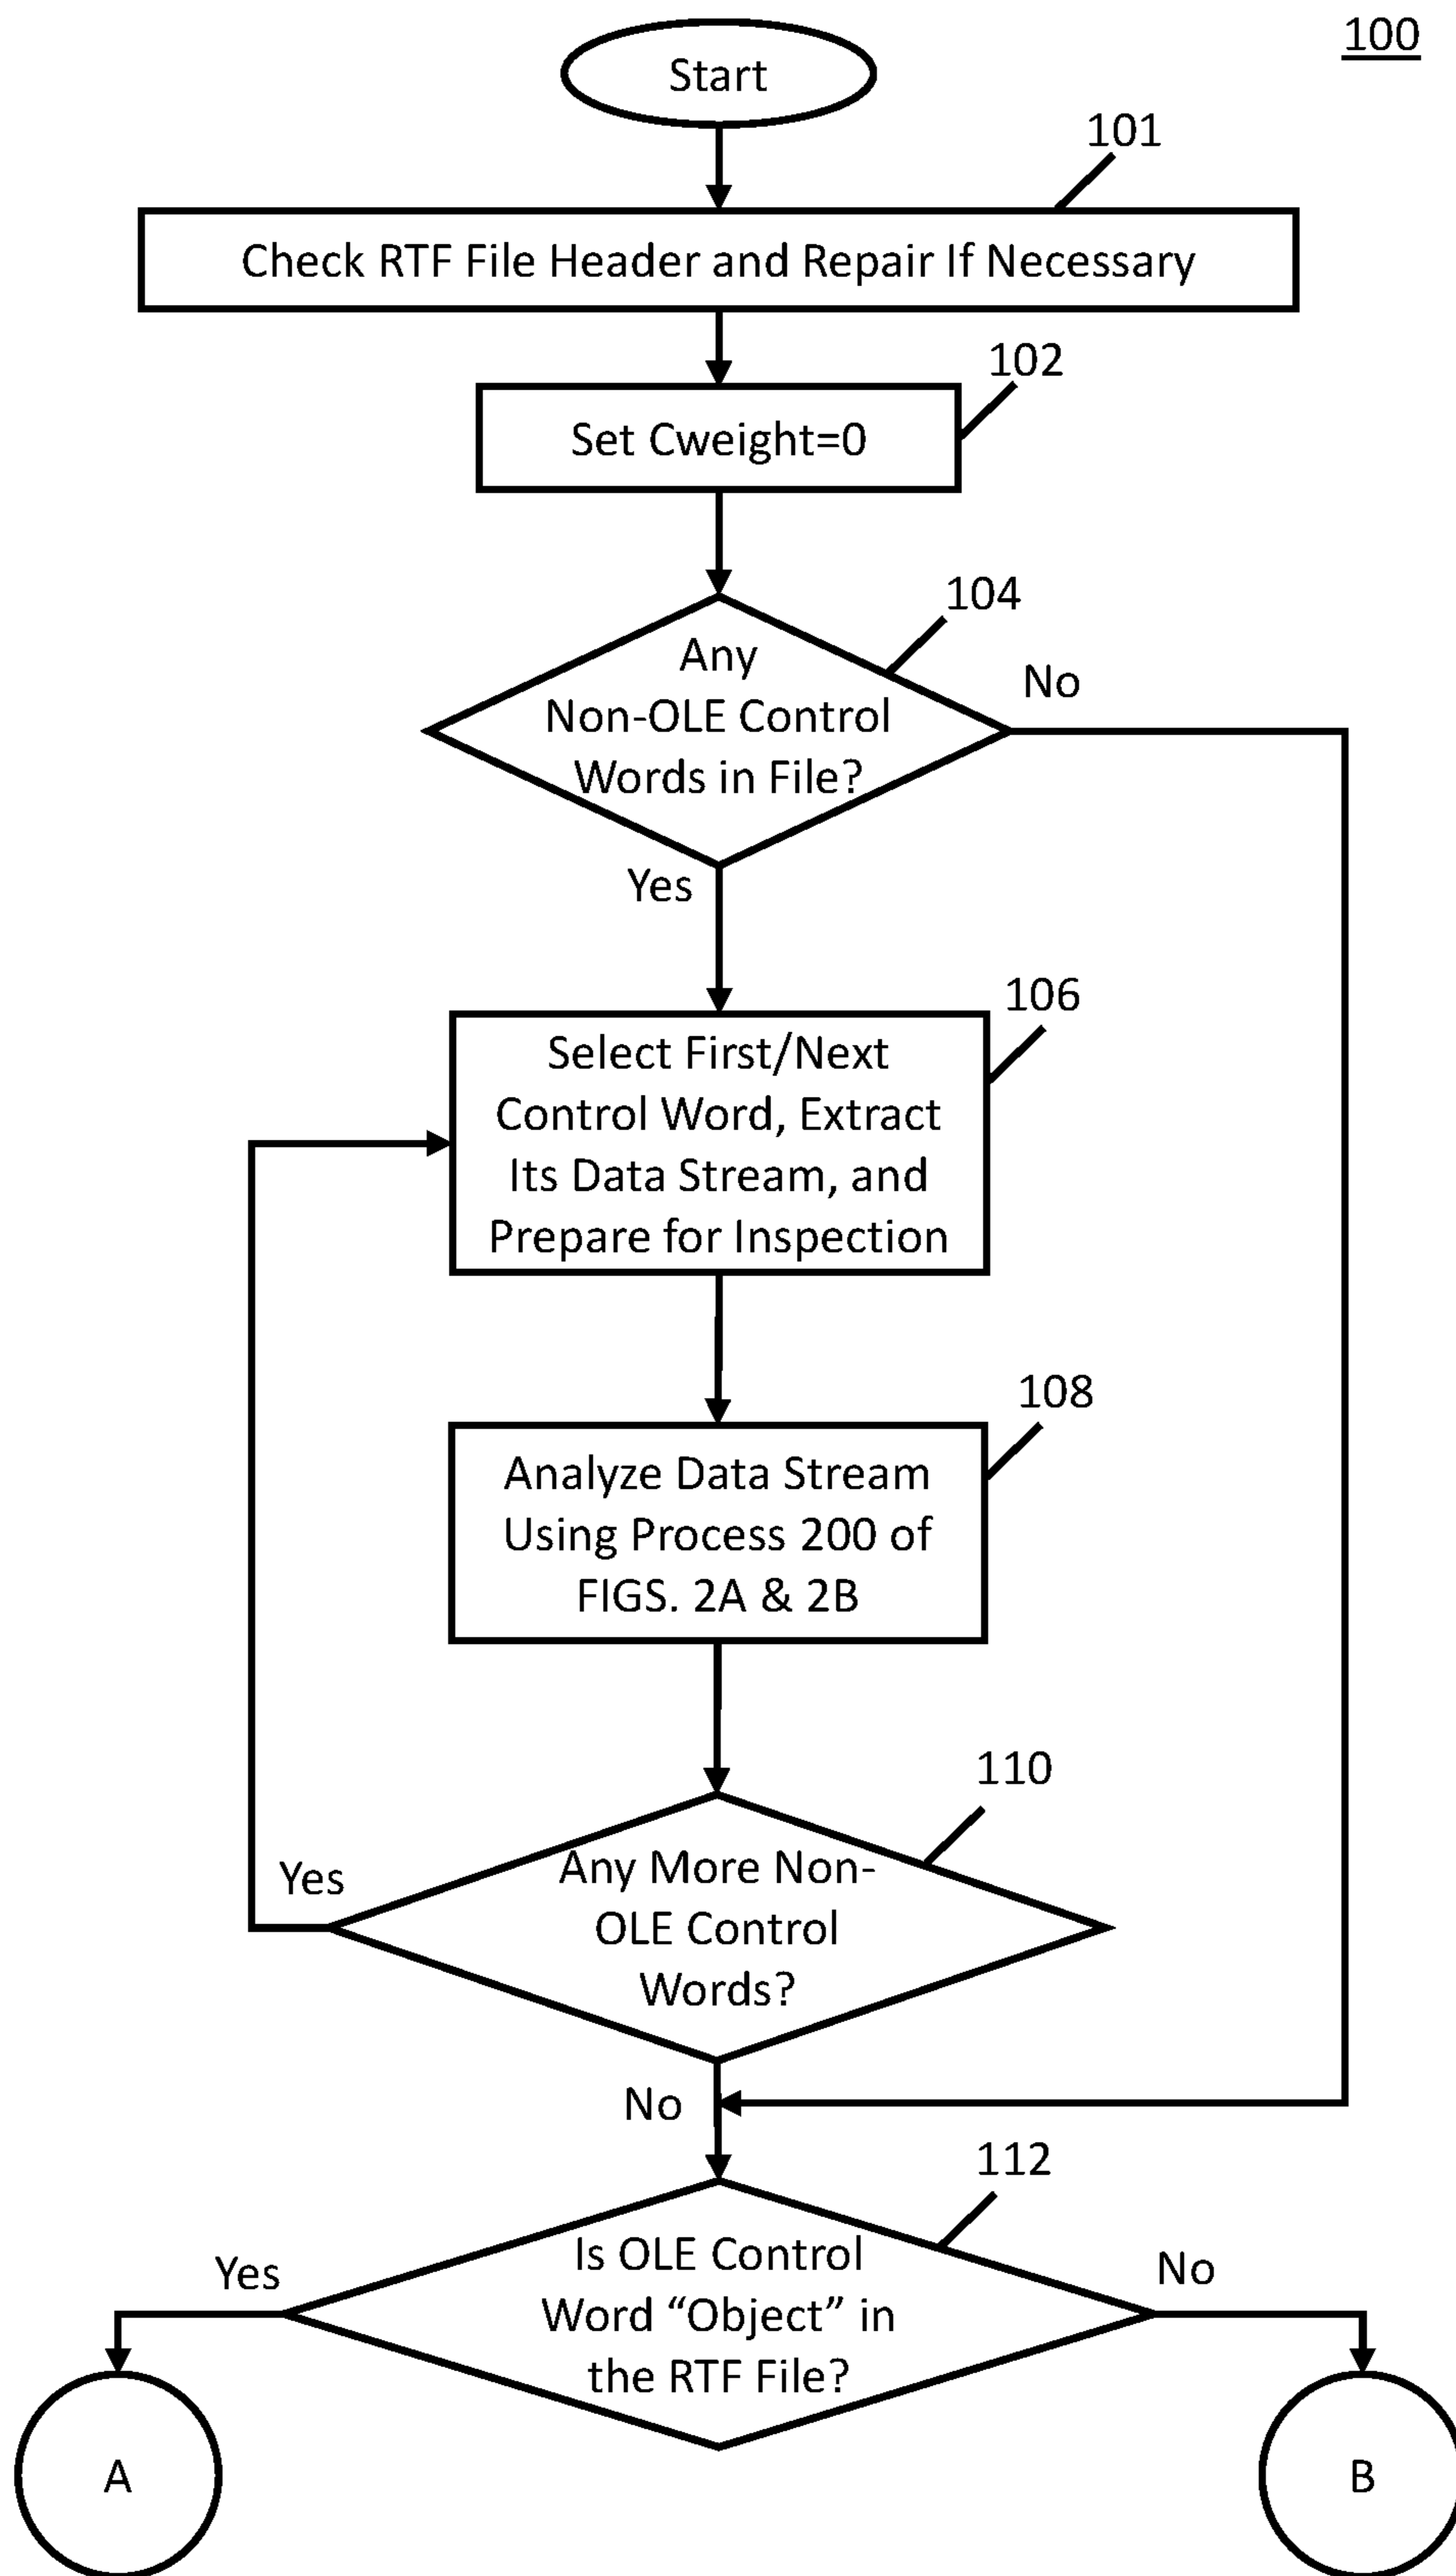 100
Start
101
Check RTF File Header and Repair If Necessary
102
Set Cweight=0
104
Any
Non-OLE Control
Words in File?
No
Yes
106
Select First/Next
Control Word, Extract
Its Data Stream, and
Prepare for Inspection
108
Analyze Data Stream
Using Process 200 of
FIGS. 2A & 2B
110
Any More Non-
OLE Control
Words?
Yes
No
112
Is OLE Control
Word “Object” in
the RTF File?
Yes
No
A
B